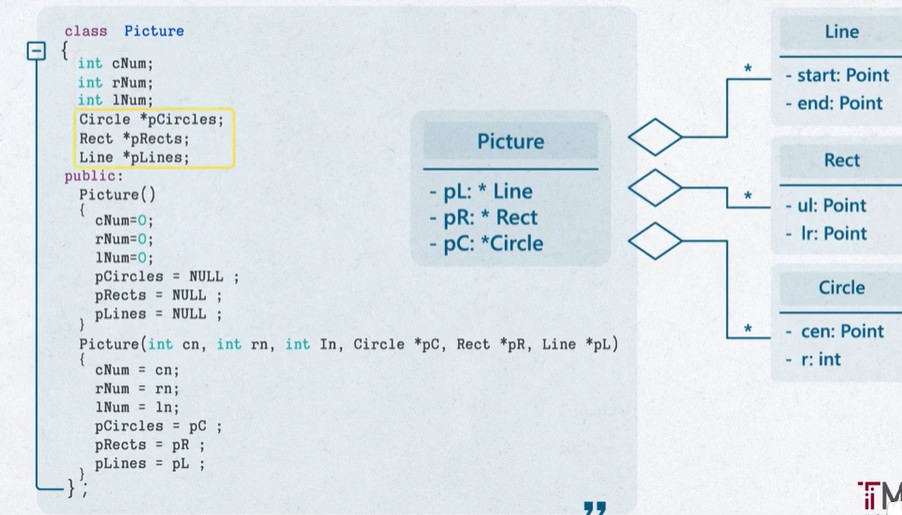 class Picture
{
int cNum;
int rNum;
int lNum;
Circle *pCircles;
Rect *pRects;
Line *pLines;
public:
Picture()
{
cNum=0;
rNum=0;
lNum=0;
pCircles = NULL ;
pRects = NULL ;
pLines = NULL ;
}
Picture(int cn, int rn, int In, Circle *pC, Rect *pR, Line *pL)
{
cNum = cn;
rNum = rn;
lNum = ln;
pCircles = pC ;
pRects = pR ;
pLines = pL ;
}
};
Picture
- pL: * Line
- pR: * Rect
- pC: *Circle
*
*
*
Line
- start: Point
- end: Point
Rect
- ul: Point
- lr: Point
Circle
- cen: Point
- r: int